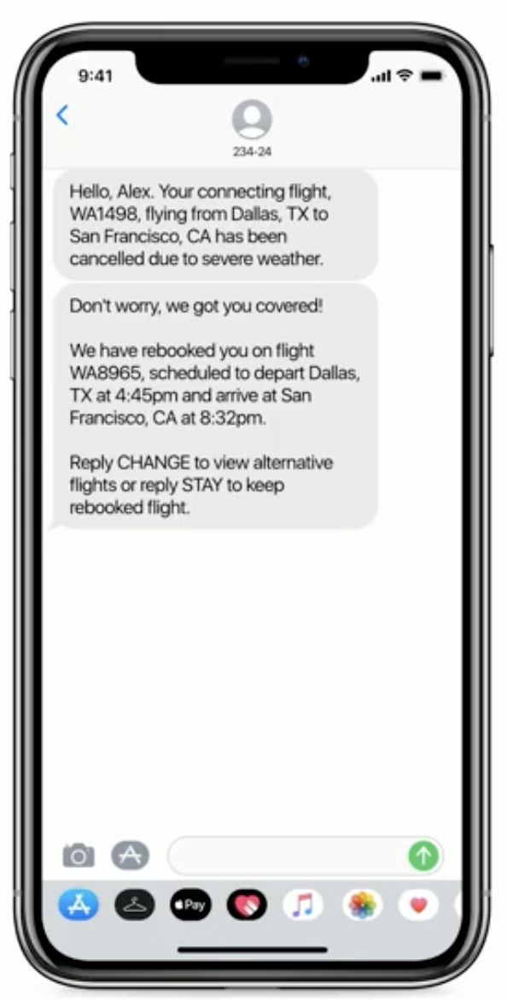 9:41
234-24
Hello, Alex. Your connecting flight,
WA1498, flying from Dallas, TX to
San Francisco, CA has been
cancelled due to severe weather.
Don't worry, we got you covered!
We have rebooked you on flight
WA8965, scheduled to depart Dallas,
TX at 4:45pm and arrive at San
Francisco, CA at 8:32pm.
Reply CHANGE to view alternative
flights or reply STAY to keep
rebooked flight.
Pay